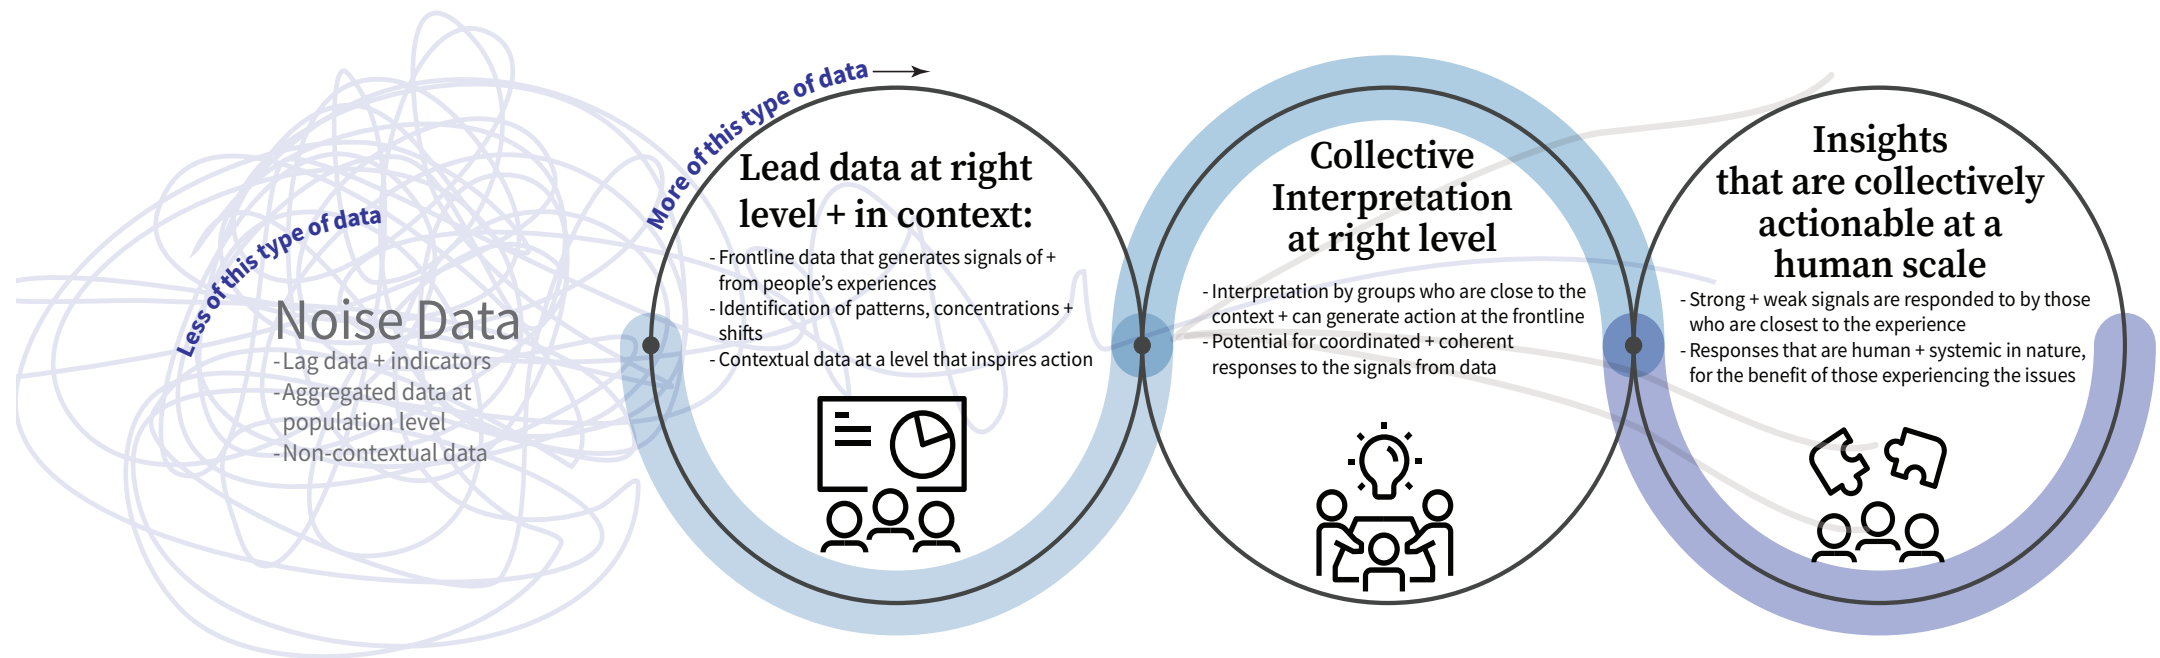 Less of this type of data
Noise Data
- Lag data + indicators
- Aggregated data at
population level
- Non-contextual data
More of this type of data
Lead data at right
level + in context:
- Frontline data that generates signals of +
from people’s experiences
- Identification of patterns, concentrations +
shifts
- Contextual data at a level that inspires action
Collective
Interpretation
at right level
- Interpretation by groups who are close to the
context + can generate action at the frontline
- Potential for coordinated + coherent
responses to the signals from data
Insights
that are collectively
actionable at a
human scale
- Strong + weak signals are responded to by those
who are closest to the experience
- Responses that are human + systemic in nature,
for the benefit of those experiencing the issues